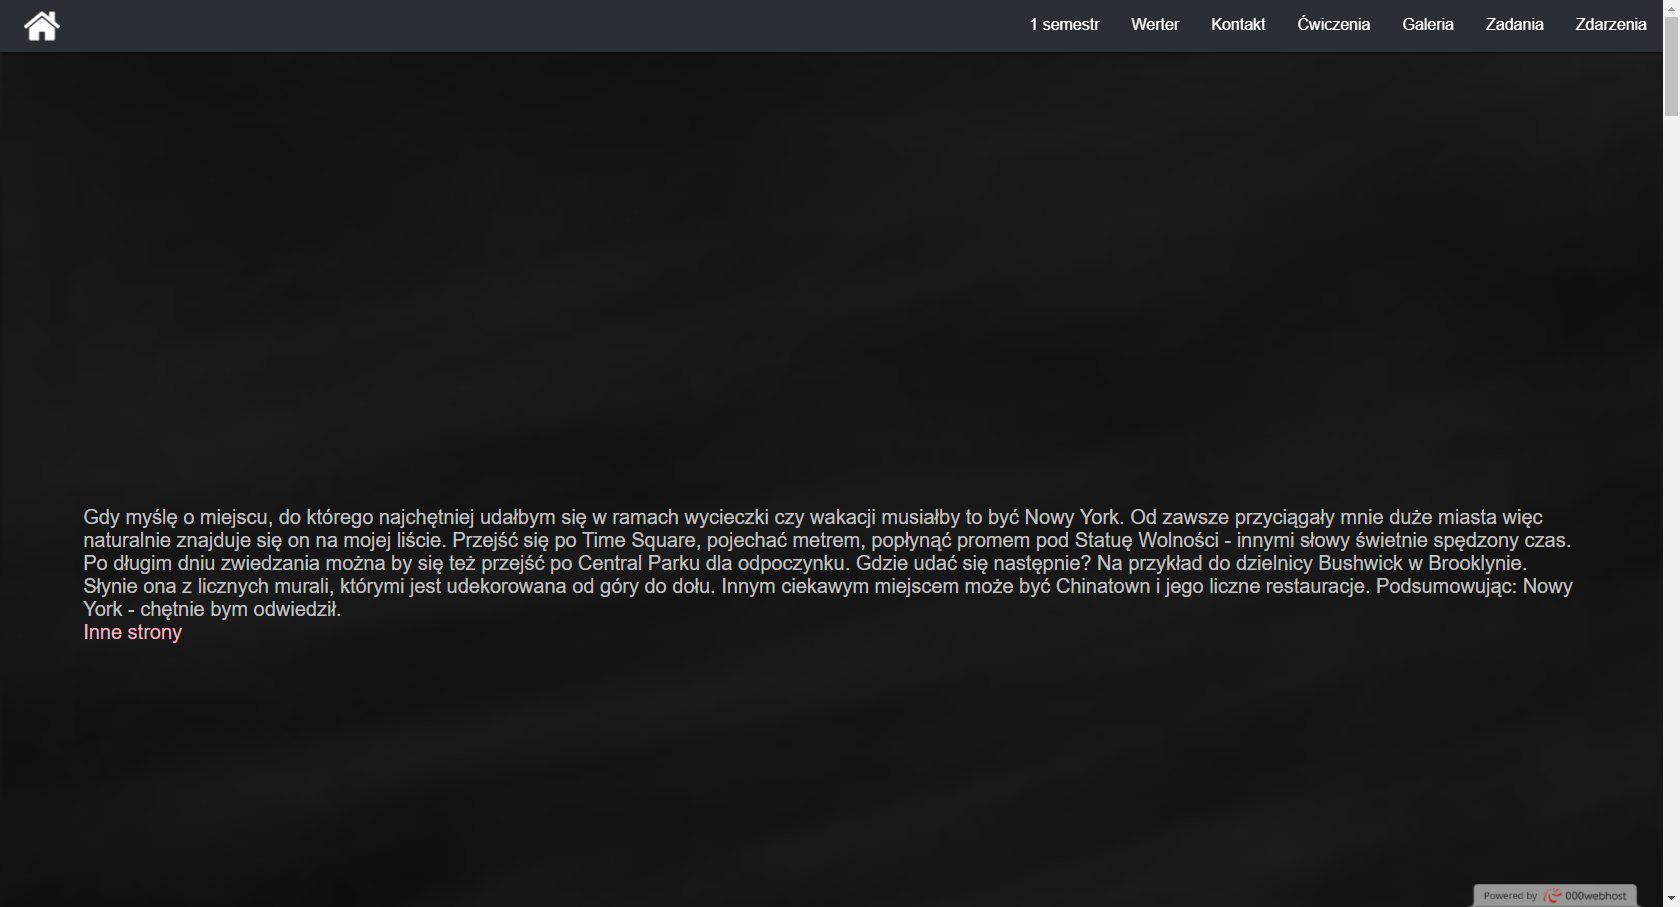 1 semestr Werter Kontakt Ćwiczenia Galeria Zadania Zdarzenia
Gdy myślę o miejscu, do którego najchętniej udałbym się w ramach wycieczki czy wakacji musiałby to być Nowy York. Od zawsze przyciągały mnie duże miasta więc
naturalnie znajduje się on na mojej liście. Przejść się po Time Square, pojechać metrem, popłynąć promem pod Statuę Wolności - innymi słowy świetnie spędzony czas.
Po długim dniu zwiedzania można by się też przejść po Central Parku dla odpoczynku. Gdzie udać się następnie? Na przykład do dzielnicy Bushwick w Brooklynie.
Słynie ona z licznych murali, którymi jest udekorowana od góry do dołu. Innym ciekawym miejscem może być Chinatown i jego liczne restauracje. Podsumowując: Nowy
York - chętnie bym odwiedził.
Inne strony
Powered by 000webhost